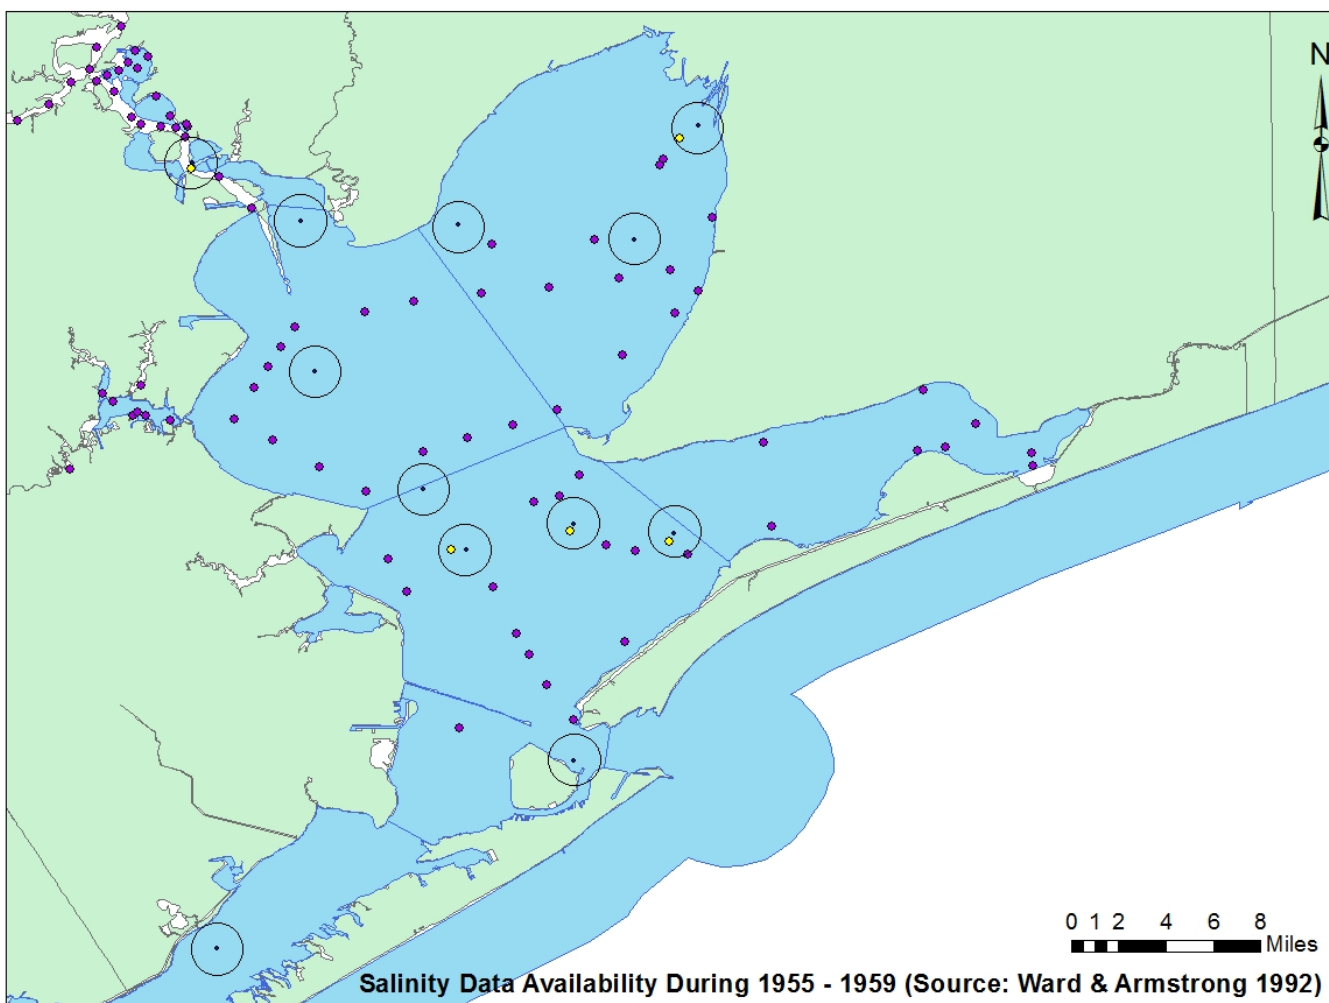 N
0 1 2 4 6 8
Miles
Salinity Data Availability During 1955 - 1959 (Source: Ward & Armstrong 1992)